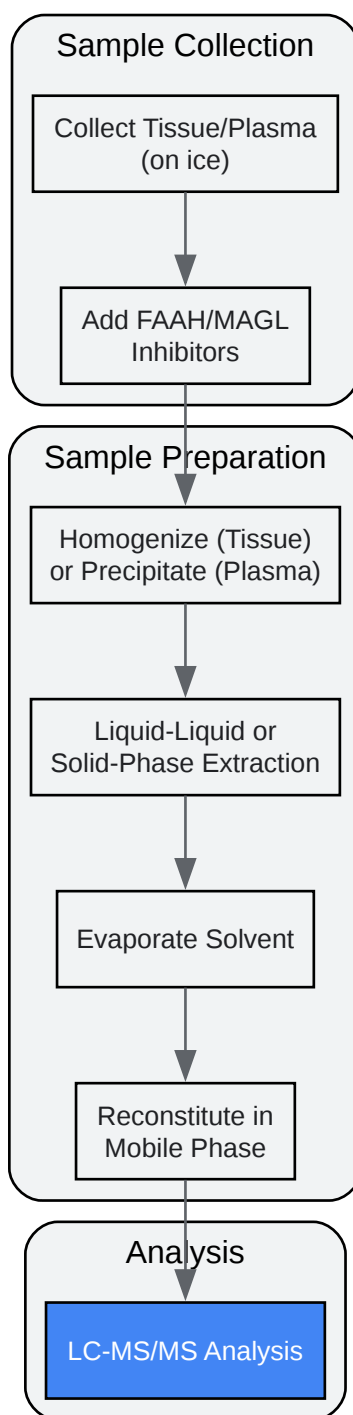 Sample Collection
Collect Tissue/Plasma
(on ice)
Add FAAH/MAGL
Inhibitors
Sample Preparation
Homogenize (Tissue)
or Precipitate (Plasma)
Liquid-Liquid or
Solid-Phase Extraction
Evaporate Solvent
Reconstitute in
Mobile Phase
Analysis
LC-MS/MS Analysis